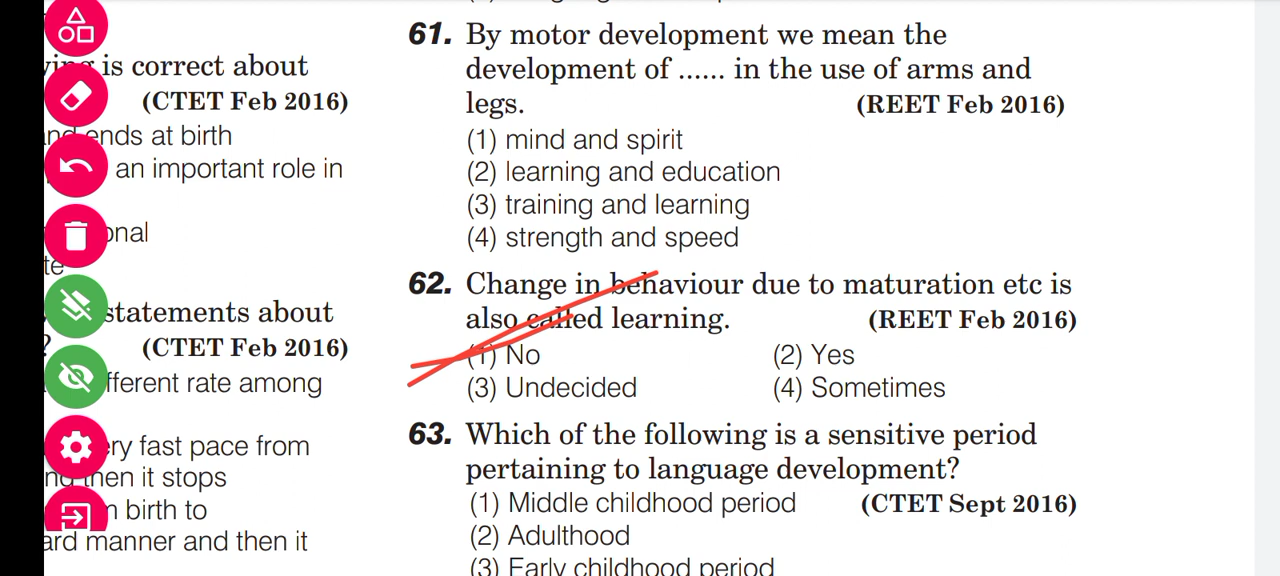 is correct about
(CTET Feb 2016)
ends at birth
an important role in
statements about
?
(CTET Feb 2016)
fferent rate among
ry fast pace from
then it stops
birth to
ard manner and then it
61. By motor development we mean the
development of ...... in the use of arms and
legs. (REET Feb 2016)
(1) mind and spirit
(2) learning and education
(3) training and learning
(4) strength and speed
62. Change in behaviour due to maturation etc is
also called learning. (REET Feb 2016)
(1) No (2) Yes
(3) Undecided (4) Sometimes
63. Which of the following is a sensitive period
pertaining to language development?
(1) Middle childhood period (CTET Sept 2016)
(2) Adulthood
(3) Early childhood period